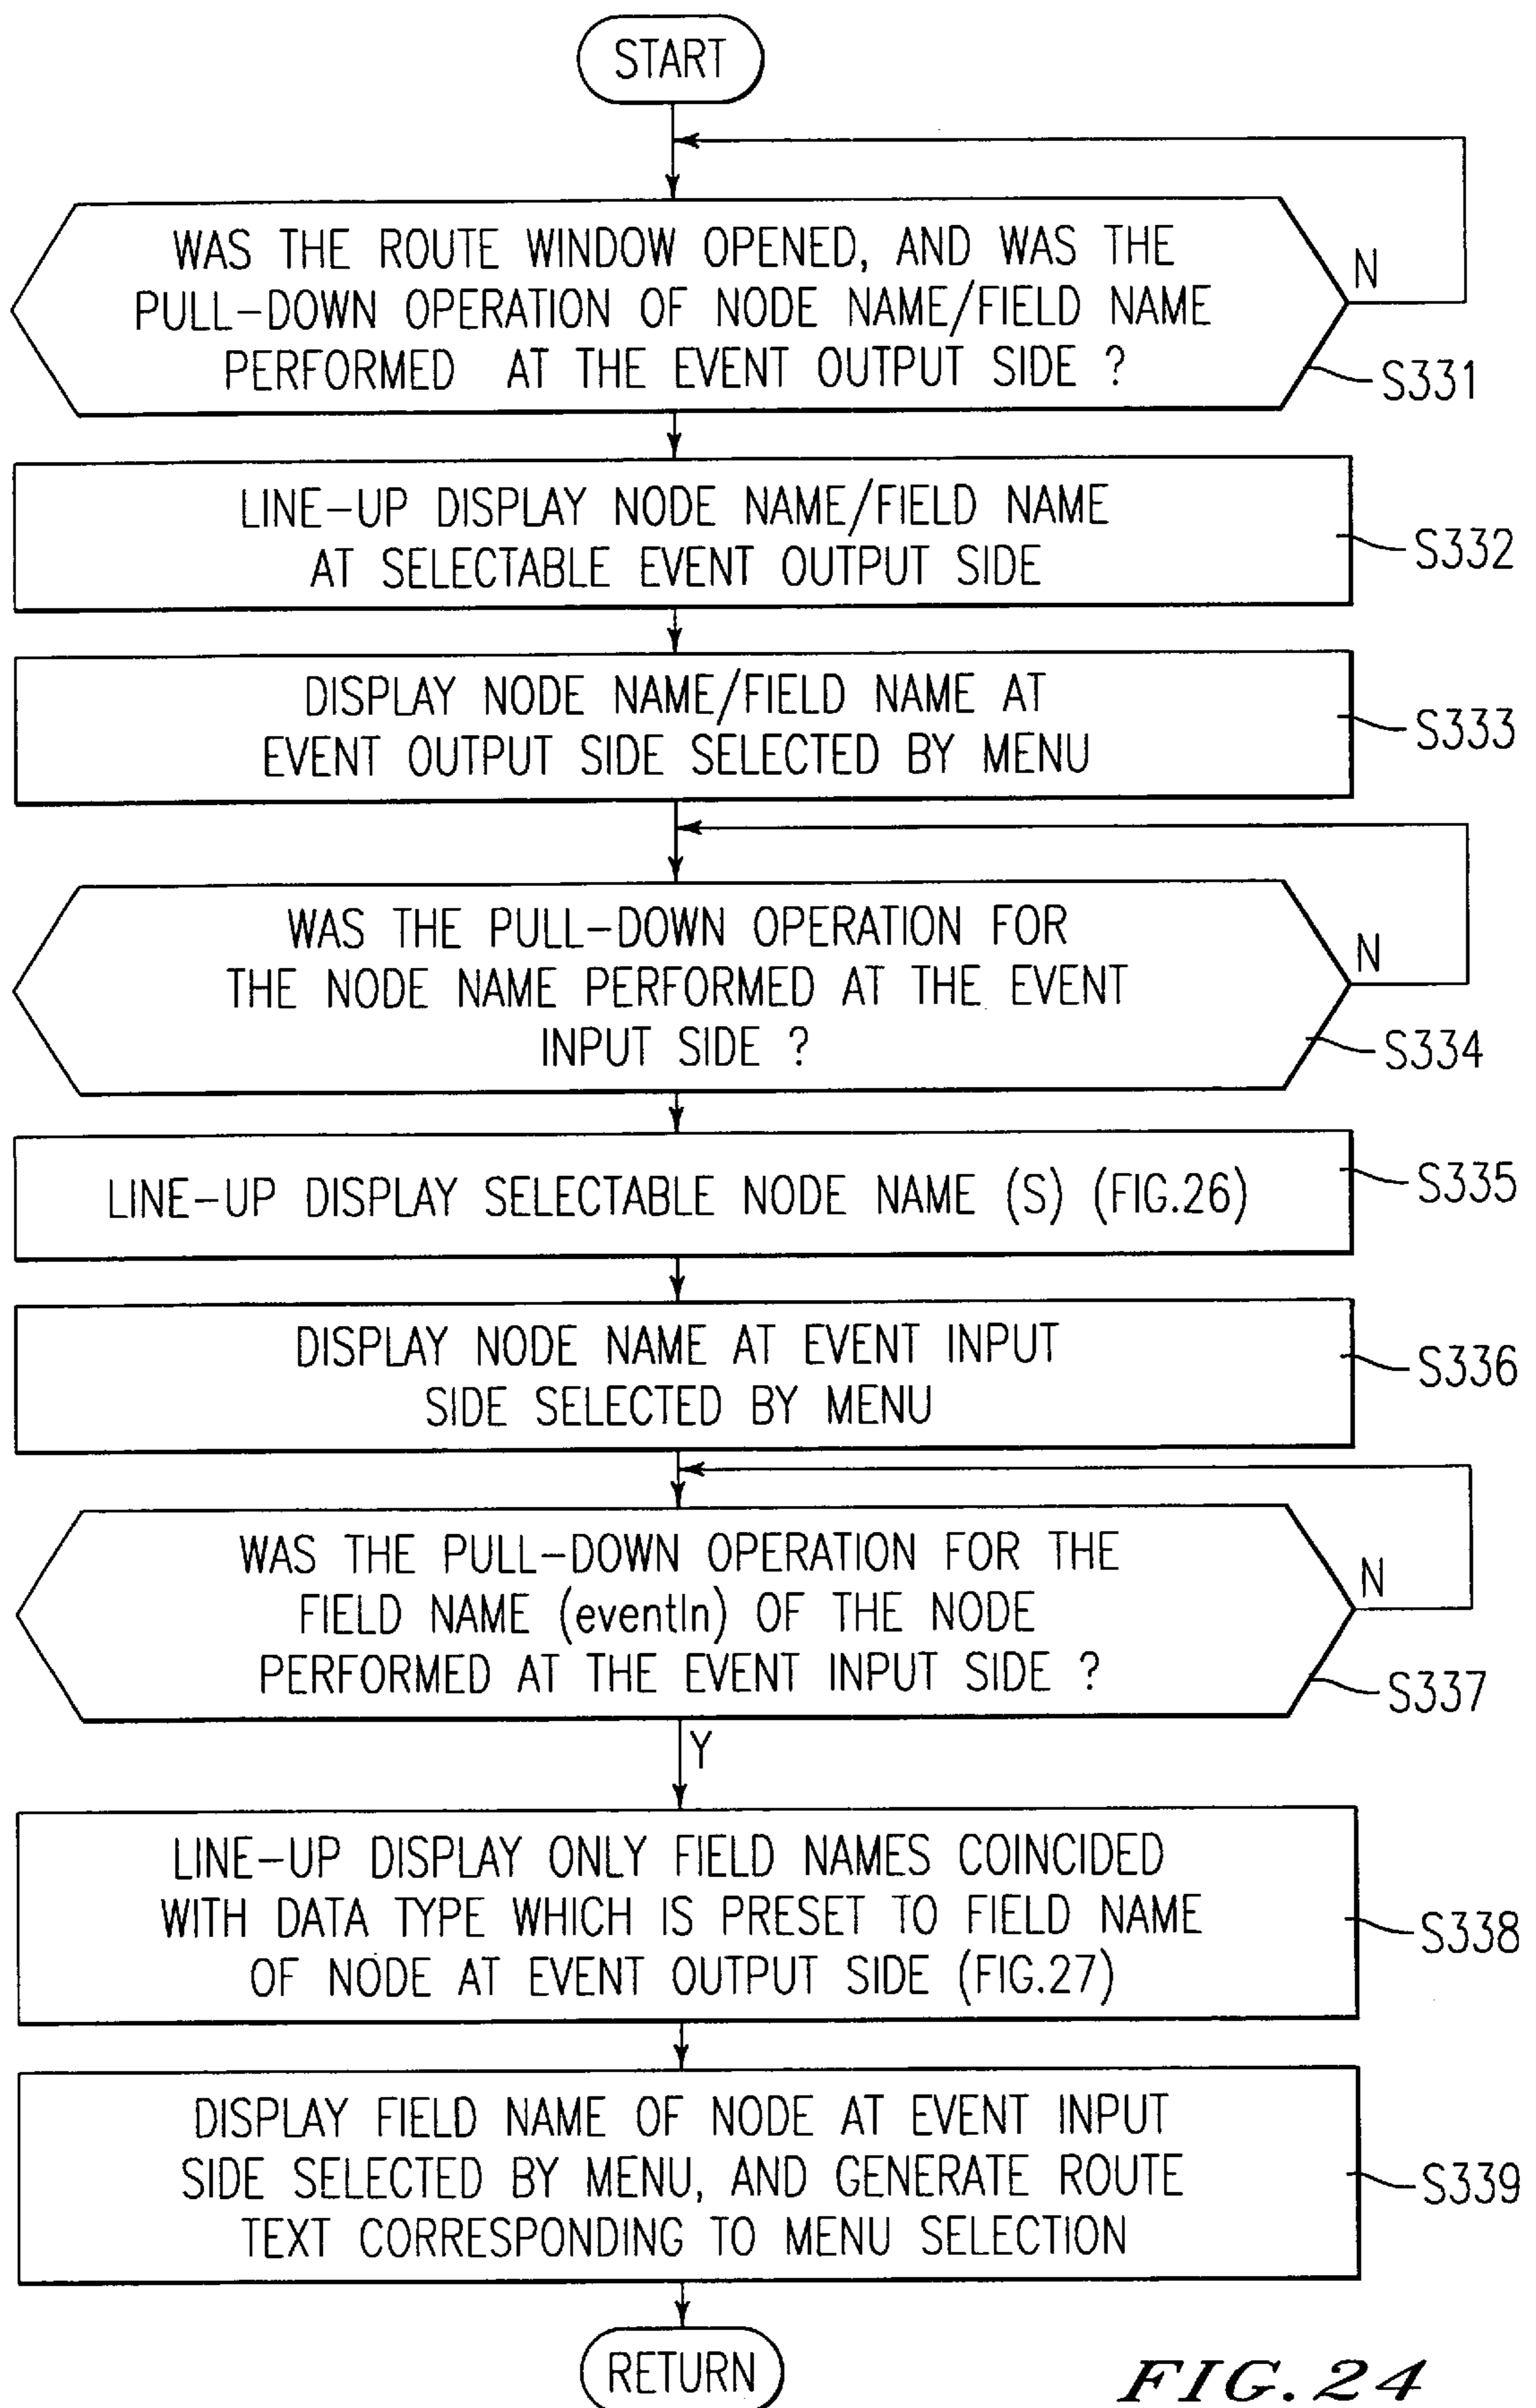 START
WAS THE ROUTE WINDOW OPENED, AND WAS THE
PULL-DOWN OPERATION OF NODE NAME/FIELD NAME
PERFORMED AT THE EVENT OUTPUT SIDE ?
N
S331
LINE-UP DISPLAY NODE NAME/FIELD NAME
AT SELECTABLE EVENT OUTPUT SIDE
S332
DISPLAY NODE NAME/FIELD NAME AT
EVENT OUTPUT SIDE SELECTED BY MENU
S333
WAS THE PULL-DOWN OPERATION FOR
THE NODE NAME PERFORMED AT THE EVENT
INPUT SIDE ?
N
S334
LINE-UP DISPLAY SELECTABLE NODE NAME (S) (FIG.26)
S335
DISPLAY NODE NAME AT EVENT INPUT
SIDE SELECTED BY MENU
S336
WAS THE PULL-DOWN OPERATION FOR THE
FIELD NAME (eventIn) OF THE NODE
PERFORMED AT THE EVENT INPUT SIDE ?
N
S337
Y
LINE-UP DISPLAY ONLY FIELD NAMES COINCIDED
WITH DATA TYPE WHICH IS PRESET TO FIELD NAME
OF NODE AT EVENT OUTPUT SIDE (FIG.27)
S338
DISPLAY FIELD NAME OF NODE AT EVENT INPUT
SIDE SELECTED BY MENU, AND GENERATE ROUTE
TEXT CORRESPONDING TO MENU SELECTION
S339
RETURN
FIG.24